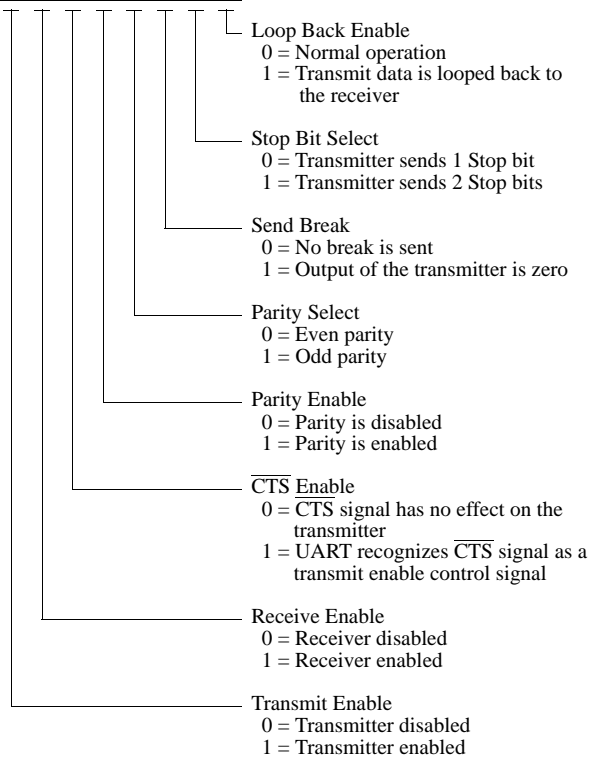 Loop Back Enable
0 = Normal operation
1 = Transmit data is looped back to
the receiver
Stop Bit Select
0 = Transmitter sends 1 Stop bit
1 = Transmitter sends 2 Stop bits
Send Break
0 = No break is sent
1 = Output of the transmitter is zero
Parity Select
0 = Even parity
1 = Odd parity
Parity Enable
0 = Parity is disabled
1 = Parity is enabled
C̅T̅S̅ Enable
0 = C̅T̅S̅ signal has no effect on the
transmitter
1 = UART recognizes C̅T̅S̅ signal as a
transmit enable control signal
Receive Enable
0 = Receiver disabled
1 = Receiver enabled
Transmit Enable
0 = Transmitter disabled
1 = Transmitter enabled